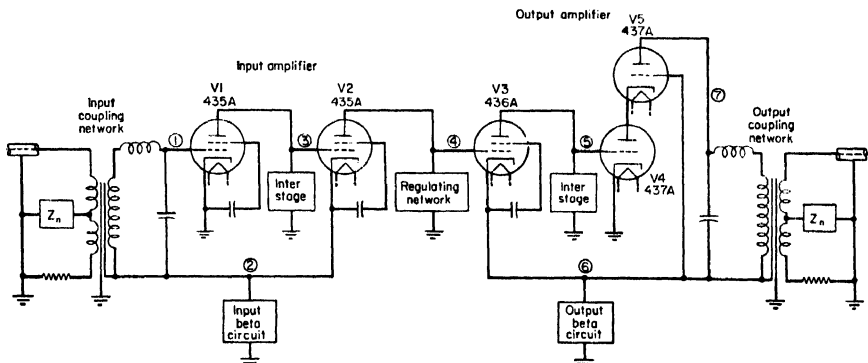 Output amplifier
V5
437A
Input amplifier
V1
435A
V2
435A
V3
436A
Input
coupling
network
①
③
④
⑤
⑦
Output
coupling
network
V4
437A
Zn
Inter
stage
Regulating
network
Inter
stage
Zn
②
⑥
Input
beta
circuit
Output
beta
circuit